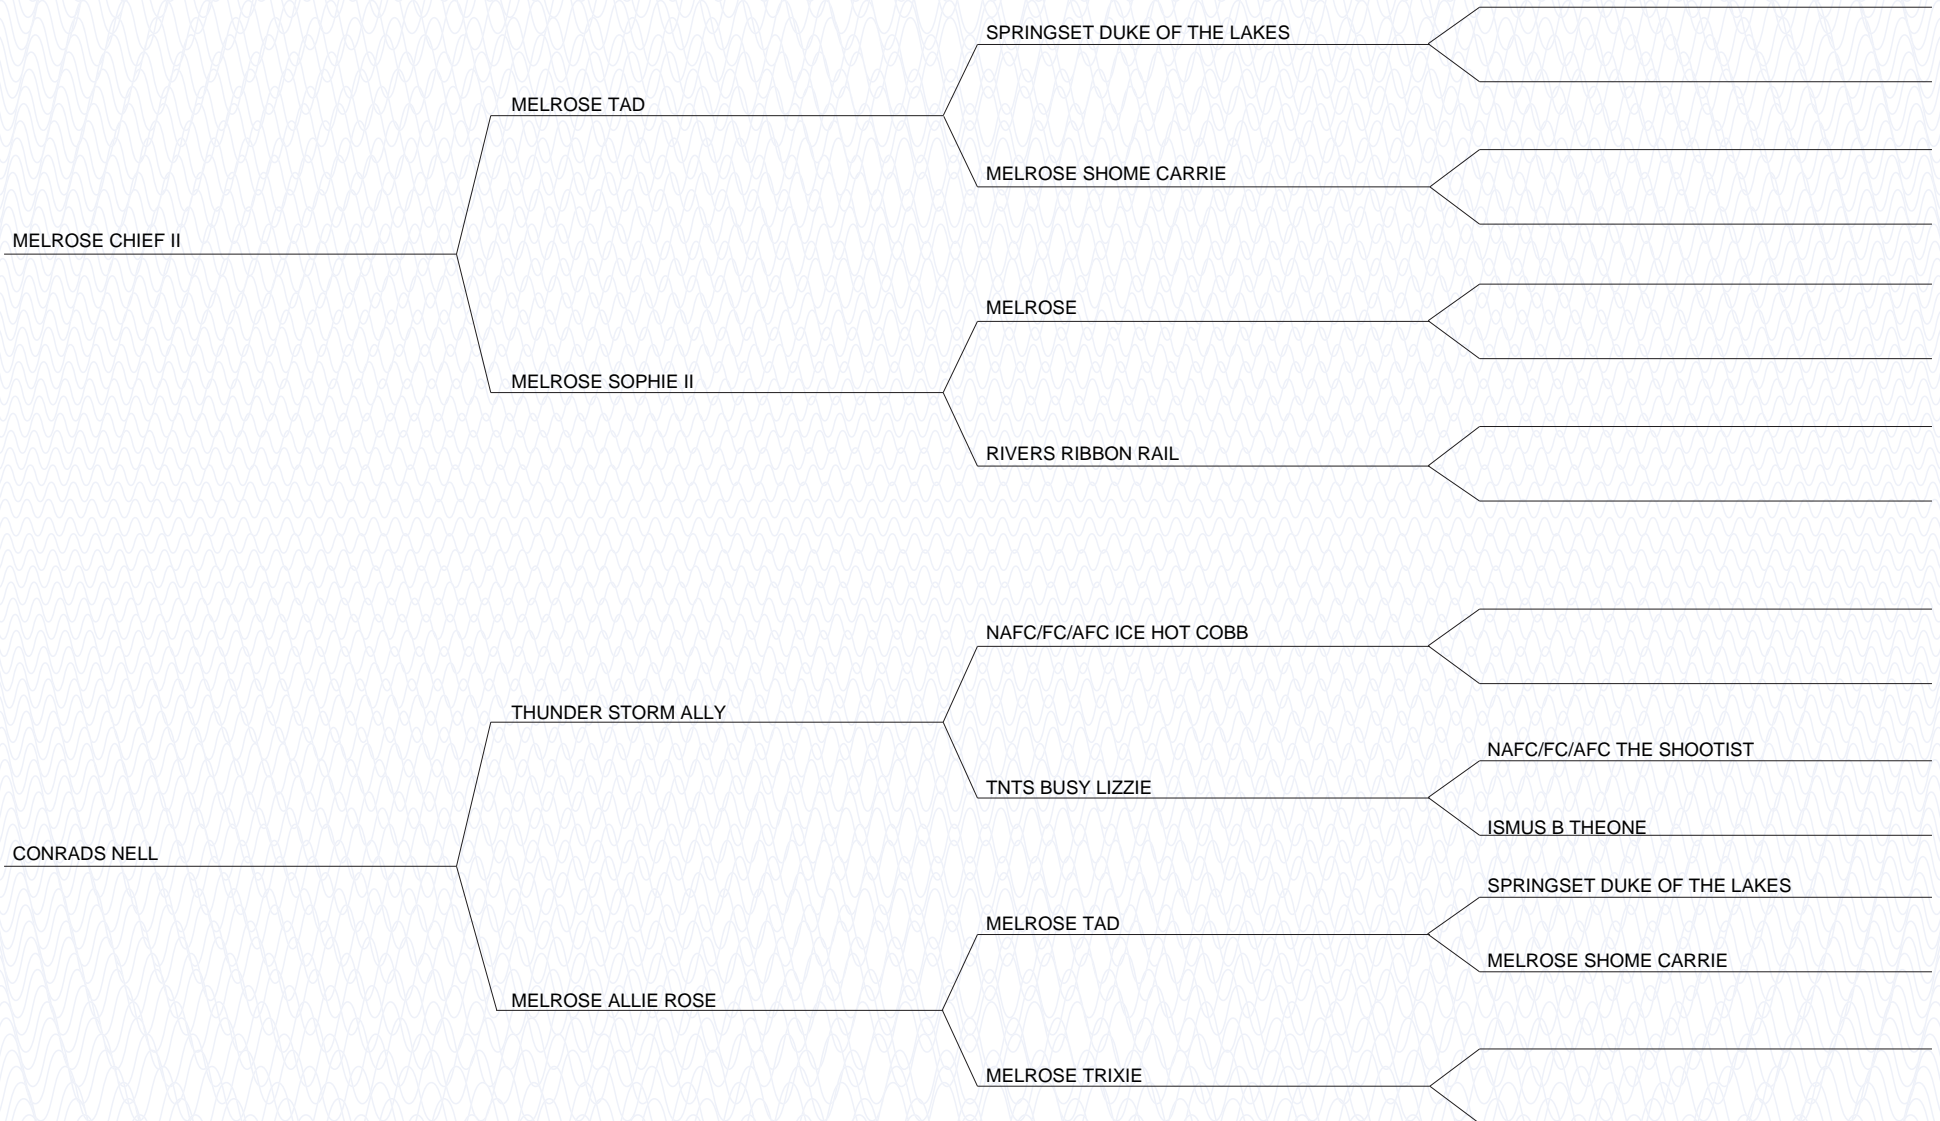 SPRINGSET DUKE OF THE LAKES
MELROSE TAD
MELROSE SHOME CARRIE
MELROSE CHIEF II
MELROSE
MELROSE SOPHIE II
RIVERS RIBBON RAIL
NAFC/FC/AFC ICE HOT COBB
THUNDER STORM ALLY
NAFC/FC/AFC THE SHOOTIST
TNTS BUSY LIZZIE
ISMUS B THEONE
CONRADS NELL
SPRINGSET DUKE OF THE LAKES
MELROSE TAD
MELROSE SHOME CARRIE
MELROSE ALLIE ROSE
MELROSE TRIXIE